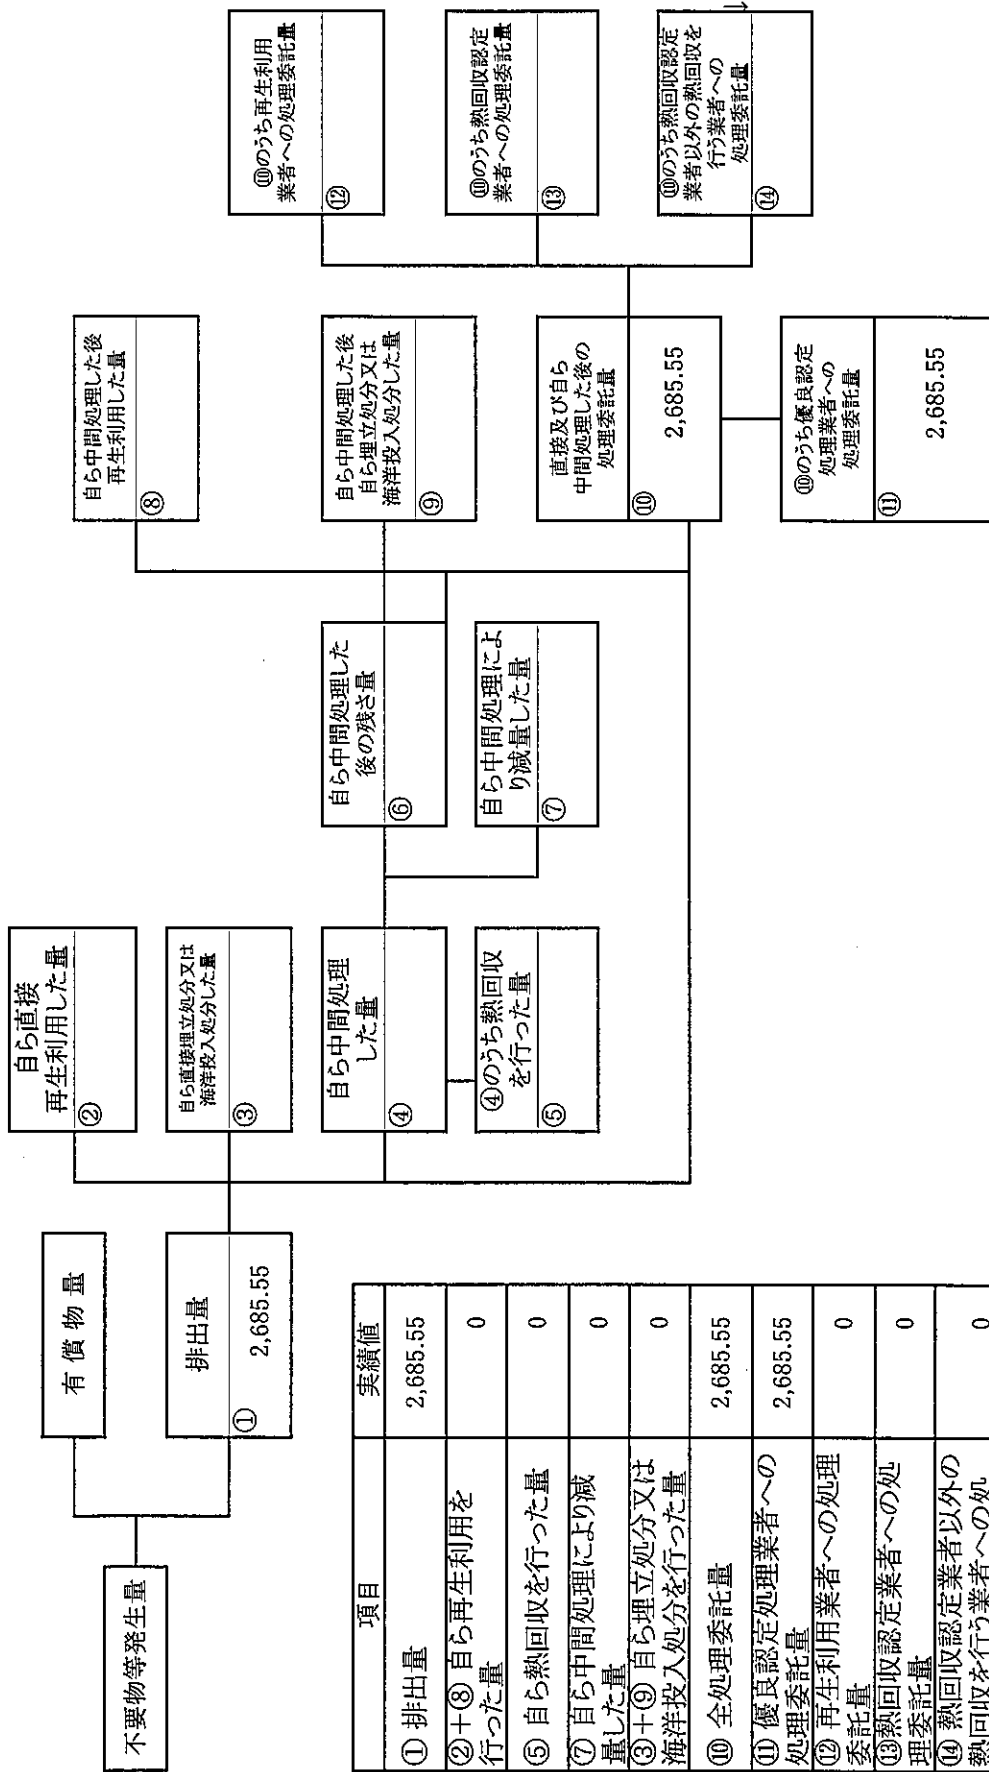 不要物等発生量
有 償 物 量
排出量
①
2,685.55
自ら直接
再生利用した量
②
自ら直接埋立処分又は
海洋投入処分した量
③
自ら中間処理
した量
④
④のうち熱回収
を行った量
⑤
自ら中間処理した
後の残さ量
⑥
自ら中間処理によ
り減量した量
⑦
自ら中間処理した後
再生利用した量
⑧
自ら中間処理した後
自ら埋立処分又は
海洋投入処分した量
⑨
直接及び自ら
中間処理した後の
処理委託量
⑩
2,685.55
⑩のうち優良認定
処理業者への
処理委託量
⑪
2,685.55
⑩のうち再生利用
業者への処理委託量
⑫
⑩のうち熱回収認定
業者への処理委託量
⑬
⑩のうち熱回収認定
業者以外の熱回収を
行う業者への
処理委託量
⑭
↓
項目 実績値
① 排出量 2,685.55
②+⑧ 自ら再生利用を
行った量 0
⑤ 自ら熱回収を行った量 0
⑦ 自ら中間処理により減
量した量 0
③+⑨ 自ら埋立処分又は
海洋投入処分を行った量 0
⑩ 全処理委託量 2,685.55
⑪ 優良認定処理業者への
処理委託量 2,685.55
⑫ 再生利用業者への処理
委託量 0
⑬熱回収認定業者への処
理委託量 0
⑭ 熱回収認定業者以外の
熱回収を行う業者への処 0